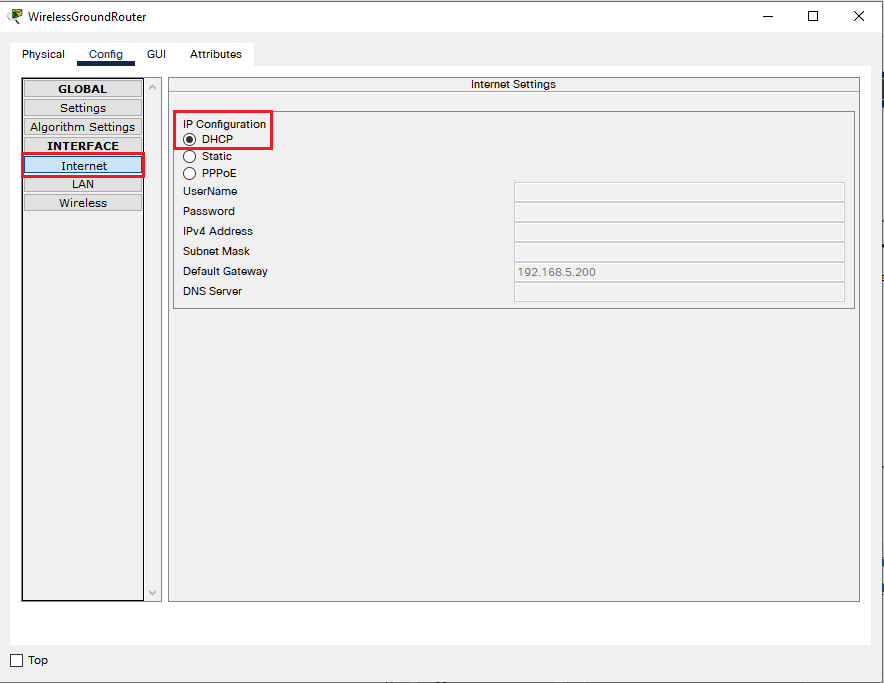 WirelessGroundRouter
Physical Config GUI Attributes
GLOBAL
Settings
Algorithm Settings
INTERFACE
Internet
LAN
Wireless
Internet Settings
IP Configuration
DHCP
Static
PPPoE
UserName
Password
IPv4 Address
Subnet Mask
Default Gateway 192.168.5.200
DNS Server
Top